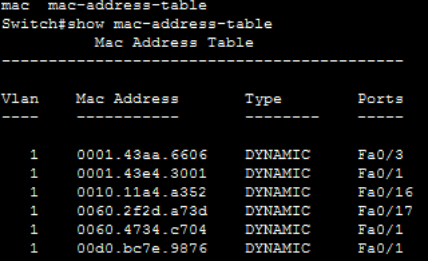 mac  mac-address-table
Switch#show mac-address-table
          Mac Address Table
-------------------------------------------
Vlan    Mac Address       Type        Ports
----    -----------       --------    -----
   1    0001.43aa.6606    DYNAMIC     Fa0/3
   1    0001.43e4.3001    DYNAMIC     Fa0/1
   1    0010.11a4.a352    DYNAMIC     Fa0/16
   1    0060.2f2d.a73d    DYNAMIC     Fa0/17
   1    0060.4734.c704    DYNAMIC     Fa0/1
   1    00d0.bc7e.9876    DYNAMIC     Fa0/1